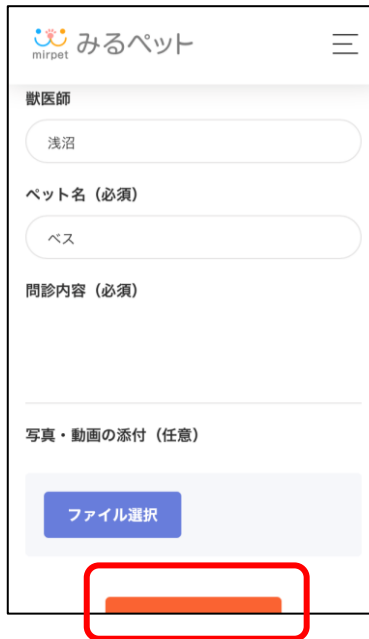 mirpet みるペット
獣医師
浅沼
ペット名（必須）
ベス
問診内容（必須）
写真・動画の添付（任意）
ファイル選択